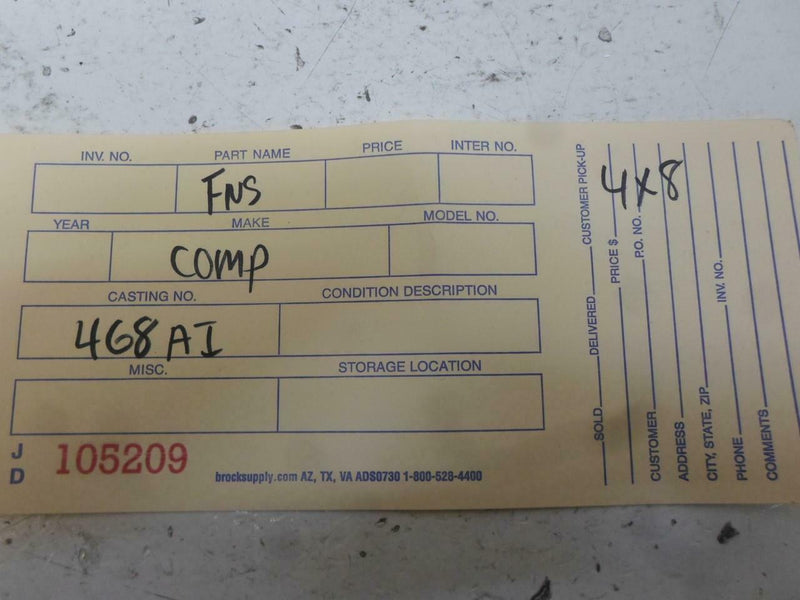 INV. NO. PART NAME PRICE INTER NO.
FNS
YEAR MAKE MODEL NO.
COMP
CASTING NO. CONDITION DESCRIPTION
468AI
MISC. STORAGE LOCATION
J
D
105209
brocksupply.com AZ, TX, VA ADS0730 1-800-528-4400
4x8
SOLD DELIVERED CUSTOMER PICK-UP
PRICE $
CUSTOMER P.O. NO.
ADDRESS
CITY, STATE, ZIP INV. NO.
PHONE
COMMENTS